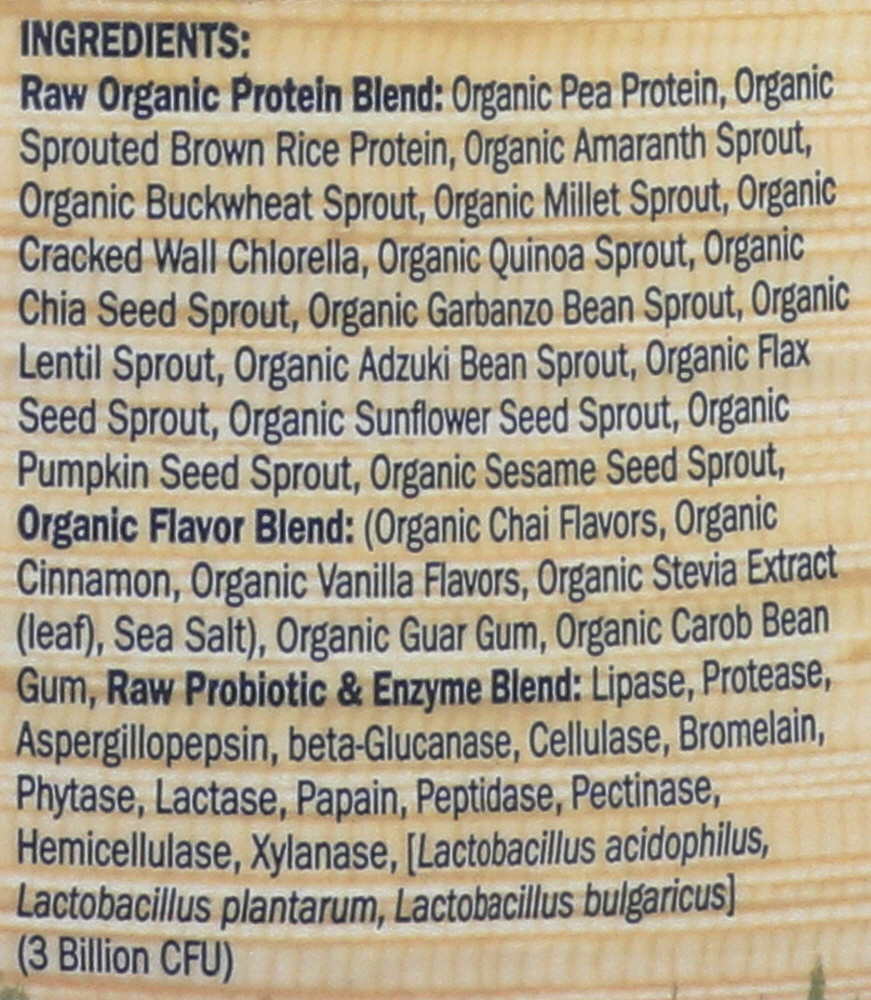 INGREDIENTS:
Raw Organic Protein Blend: Organic Pea Protein, Organic
Sprouted Brown Rice Protein, Organic Amaranth Sprout,
Organic Buckwheat Sprout, Organic Millet Sprout, Organic
Cracked Wall Chlorella, Organic Quinoa Sprout, Organic
Chia Seed Sprout, Organic Garbanzo Bean Sprout, Organic
Lentil Sprout, Organic Adzuki Bean Sprout, Organic Flax
Seed Sprout, Organic Sunflower Seed Sprout, Organic
Pumpkin Seed Sprout, Organic Sesame Seed Sprout,
Organic Flavor Blend: (Organic Chai Flavors, Organic
Cinnamon, Organic Vanilla Flavors, Organic Stevia Extract
(leaf), Sea Salt), Organic Guar Gum, Organic Carob Bean
Gum, Raw Probiotic & Enzyme Blend: Lipase, Protease,
Aspergillopepsin, beta-Glucanase, Cellulase, Bromelain,
Phytase, Lactase, Papain, Peptidase, Pectinase,
Hemicellulase, Xylanase, [Lactobacillus acidophilus,
Lactobacillus plantarum, Lactobacillus bulgaricus]
(3 Billion CFU)